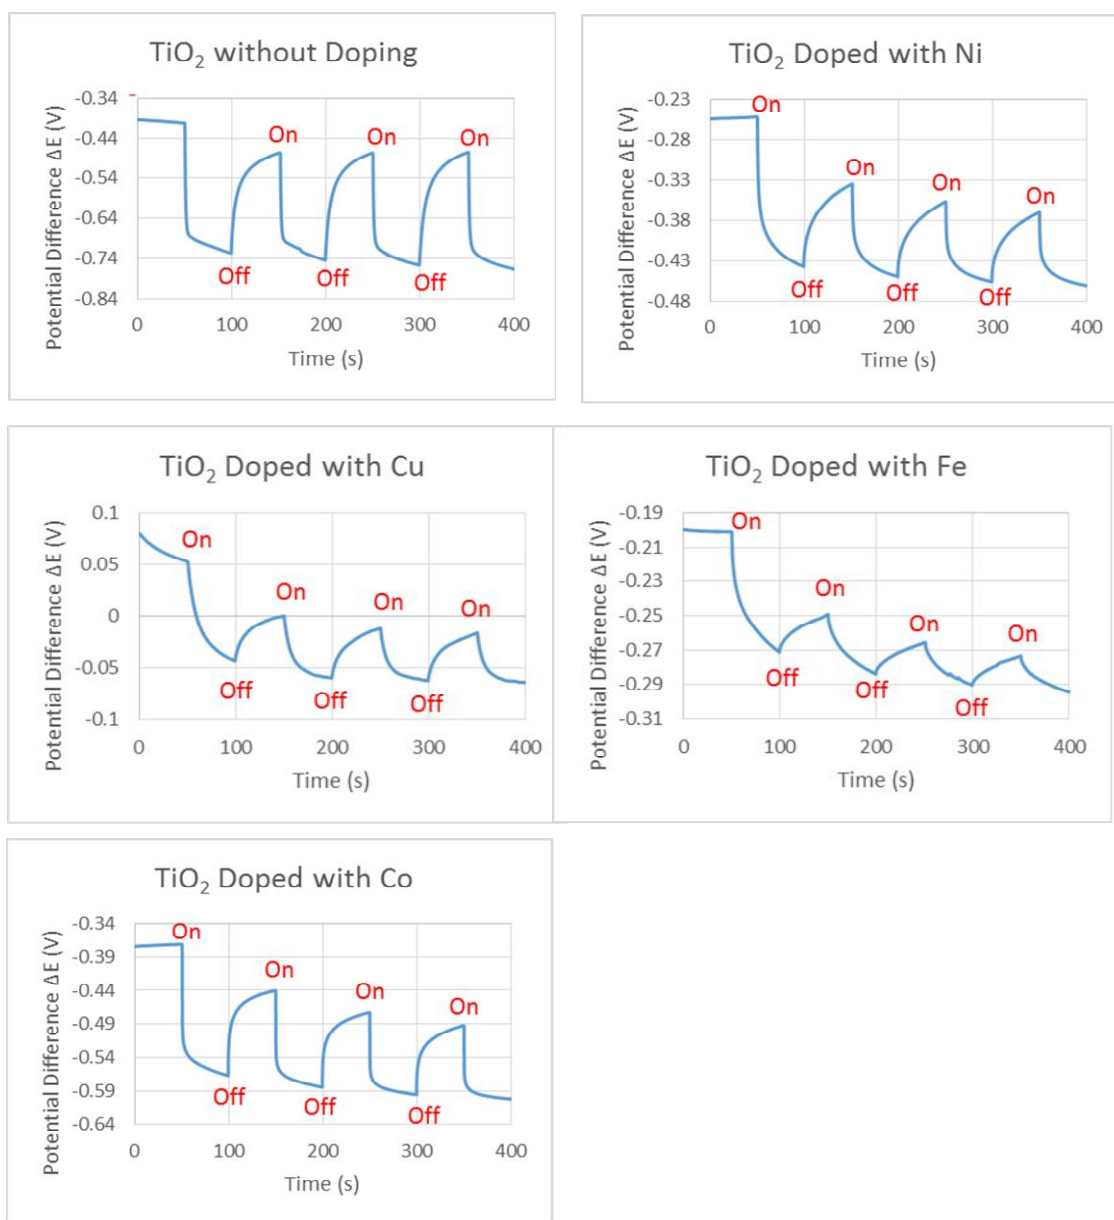 TiO₂ without Doping
Potential Difference ΔE (V)
-0.34
-0.44
-0.54
-0.64
-0.74
-0.84
On
On
On
Off
Off
Off
0 100 200 300 400
Time (s)
TiO₂ Doped with Ni
Potential Difference ΔE (V)
-0.23
-0.28
-0.33
-0.38
-0.43
-0.48
On
On
On
On
Off
Off
Off
0 100 200 300 400
Time (s)
TiO₂ Doped with Cu
Potential Difference ΔE (V)
0.1
0.05
0
-0.05
-0.1
On
On
On
On
Off
Off
Off
0 100 200 300 400
Time (s)
TiO₂ Doped with Fe
Potential Difference ΔE (V)
-0.19
-0.21
-0.23
-0.25
-0.27
-0.29
-0.31
On
On
On
On
Off
Off
Off
0 100 200 300 400
Time (s)
TiO₂ Doped with Co
Potential Difference ΔE (V)
-0.34
-0.39
-0.44
-0.49
-0.54
-0.59
-0.64
On
On
On
On
Off
Off
Off
0 100 200 300 400
Time (s)